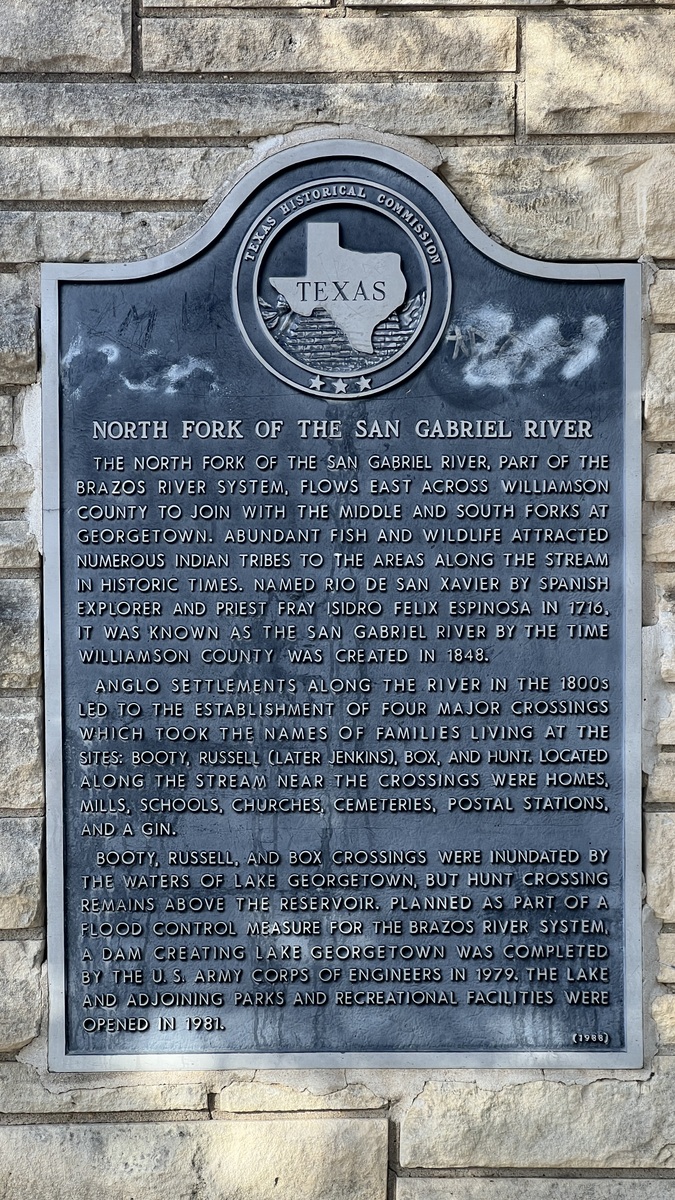 TEXAS HISTORICAL COMMISSION
TEXAS
NORTH FORK OF THE SAN GABRIEL RIVER
THE NORTH FORK OF THE SAN GABRIEL RIVER, PART OF THE
BRAZOS RIVER SYSTEM, FLOWS EAST ACROSS WILLIAMSON
COUNTY TO JOIN WITH THE MIDDLE AND SOUTH FORKS AT
GEORGETOWN. ABUNDANT FISH AND WILDLIFE ATTRACTED
NUMEROUS INDIAN TRIBES TO THE AREAS ALONG THE STREAM
IN HISTORIC TIMES. NAMED RIO DE SAN XAVIER BY SPANISH
EXPLORER AND PRIEST FRAY ISIDRO FELIX ESPINOSA IN 1716,
IT WAS KNOWN AS THE SAN GABRIEL RIVER BY THE TIME
WILLIAMSON COUNTY WAS CREATED IN 1848.
ANGLO SETTLEMENTS ALONG THE RIVER IN THE 1800s
LED TO THE ESTABLISHMENT OF FOUR MAJOR CROSSINGS
WHICH TOOK THE NAMES OF FAMILIES LIVING AT THE
SITES: BOOTY, RUSSELL (LATER JENKINS), BOX, AND HUNT. LOCATED
ALONG THE STREAM NEAR THE CROSSINGS WERE HOMES,
MILLS, SCHOOLS, CHURCHES, CEMETERIES, POSTAL STATIONS,
AND A GIN.
BOOTY, RUSSELL, AND BOX CROSSINGS WERE INUNDATED BY
THE WATERS OF LAKE GEORGETOWN, BUT HUNT CROSSING
REMAINS ABOVE THE RESERVOIR. PLANNED AS PART OF A
FLOOD CONTROL MEASURE FOR THE BRAZOS RIVER SYSTEM,
A DAM CREATING LAKE GEORGETOWN WAS COMPLETED
BY THE U.S. ARMY CORPS OF ENGINEERS IN 1979. THE LAKE
AND ADJOINING PARKS AND RECREATIONAL FACILITIES WERE
OPENED IN 1981.
(1988)